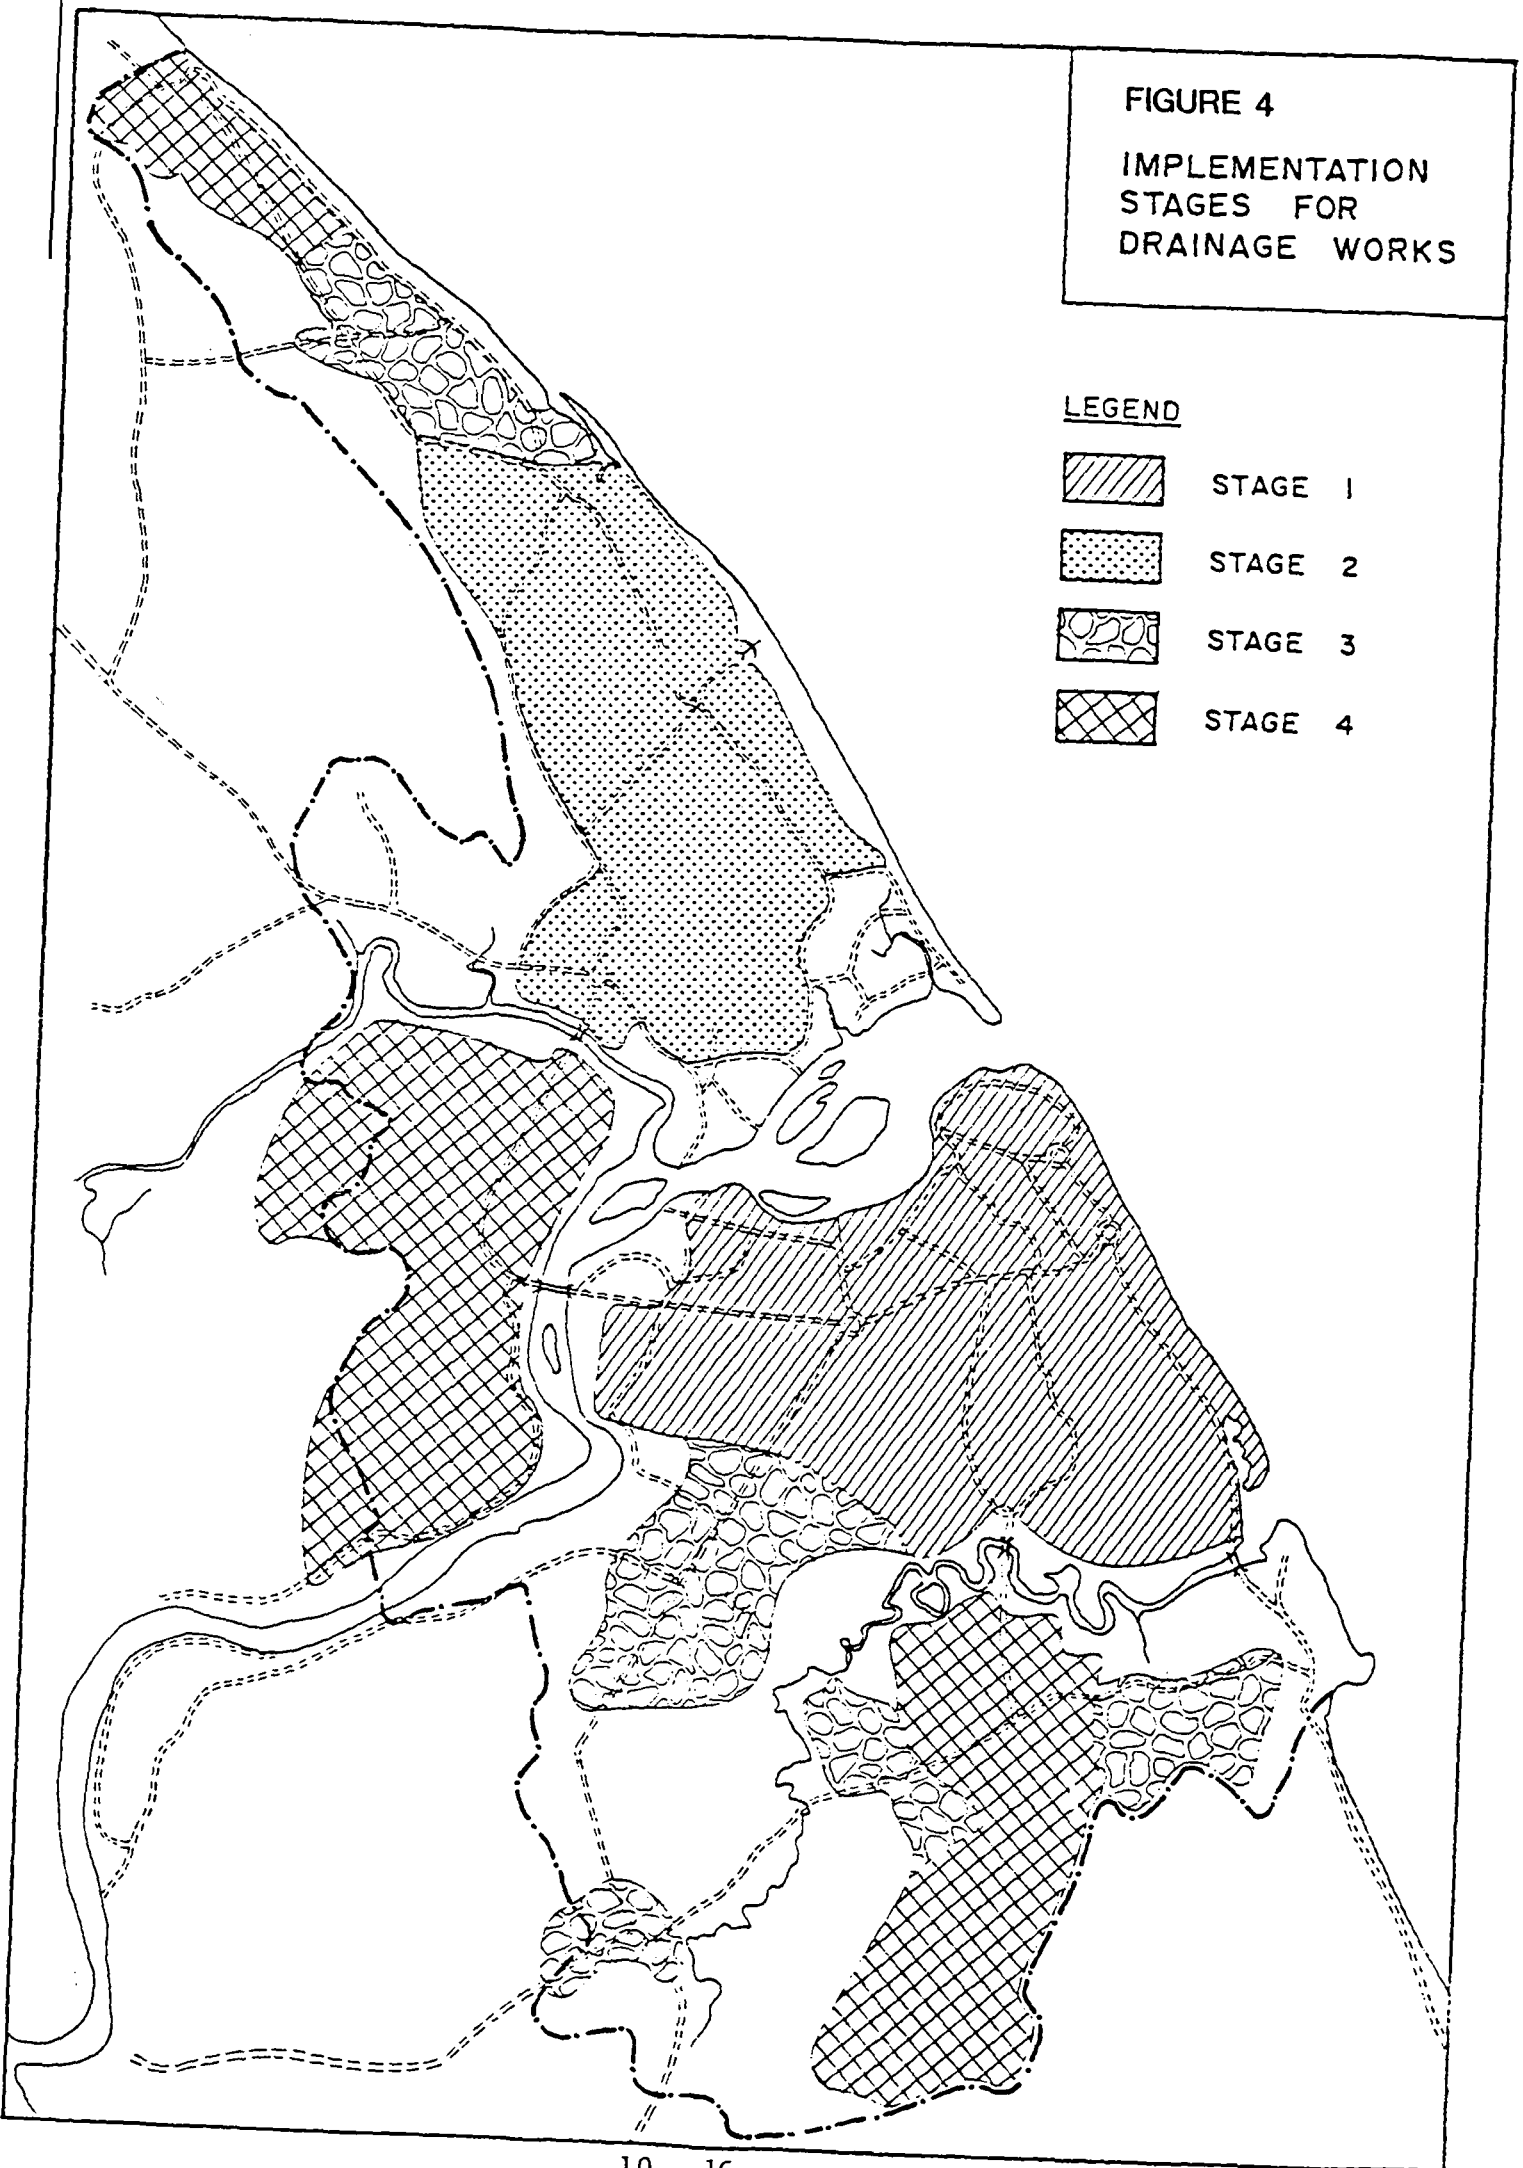 FIGURE 4
IMPLEMENTATION
STAGES FOR
DRAINAGE WORKS
LEGEND
STAGE 1
STAGE 2
STAGE 3
STAGE 4